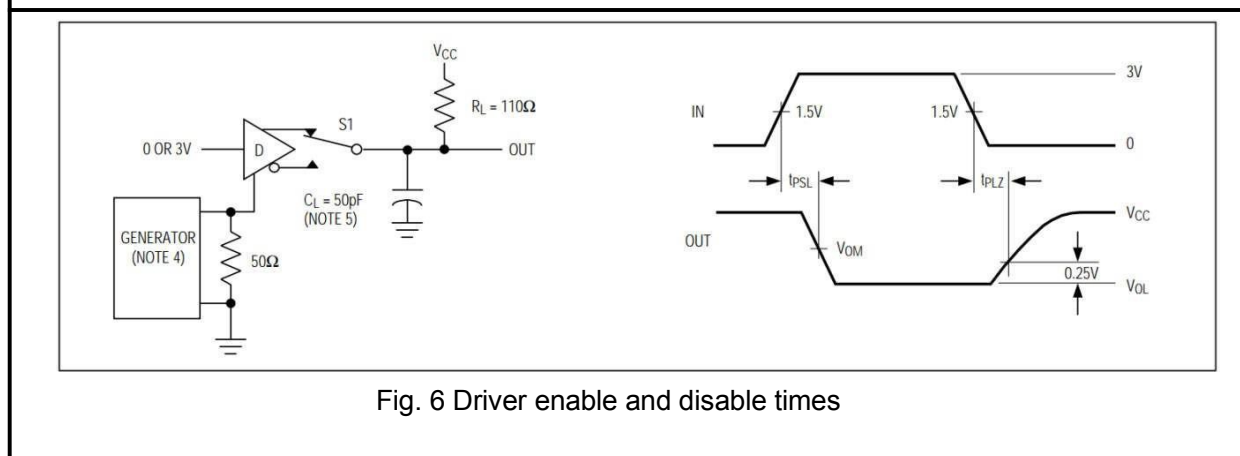 VCC
RL = 110Ω
S1
0 OR 3V
D
OUT
CL = 50pF
(NOTE 5)
GENERATOR
(NOTE 4)
50Ω
3V
IN
1.5V
1.5V
0
tPSL
tPLZ
VCC
OUT
VOM
0.25V
VOL
Fig. 6 Driver enable and disable times